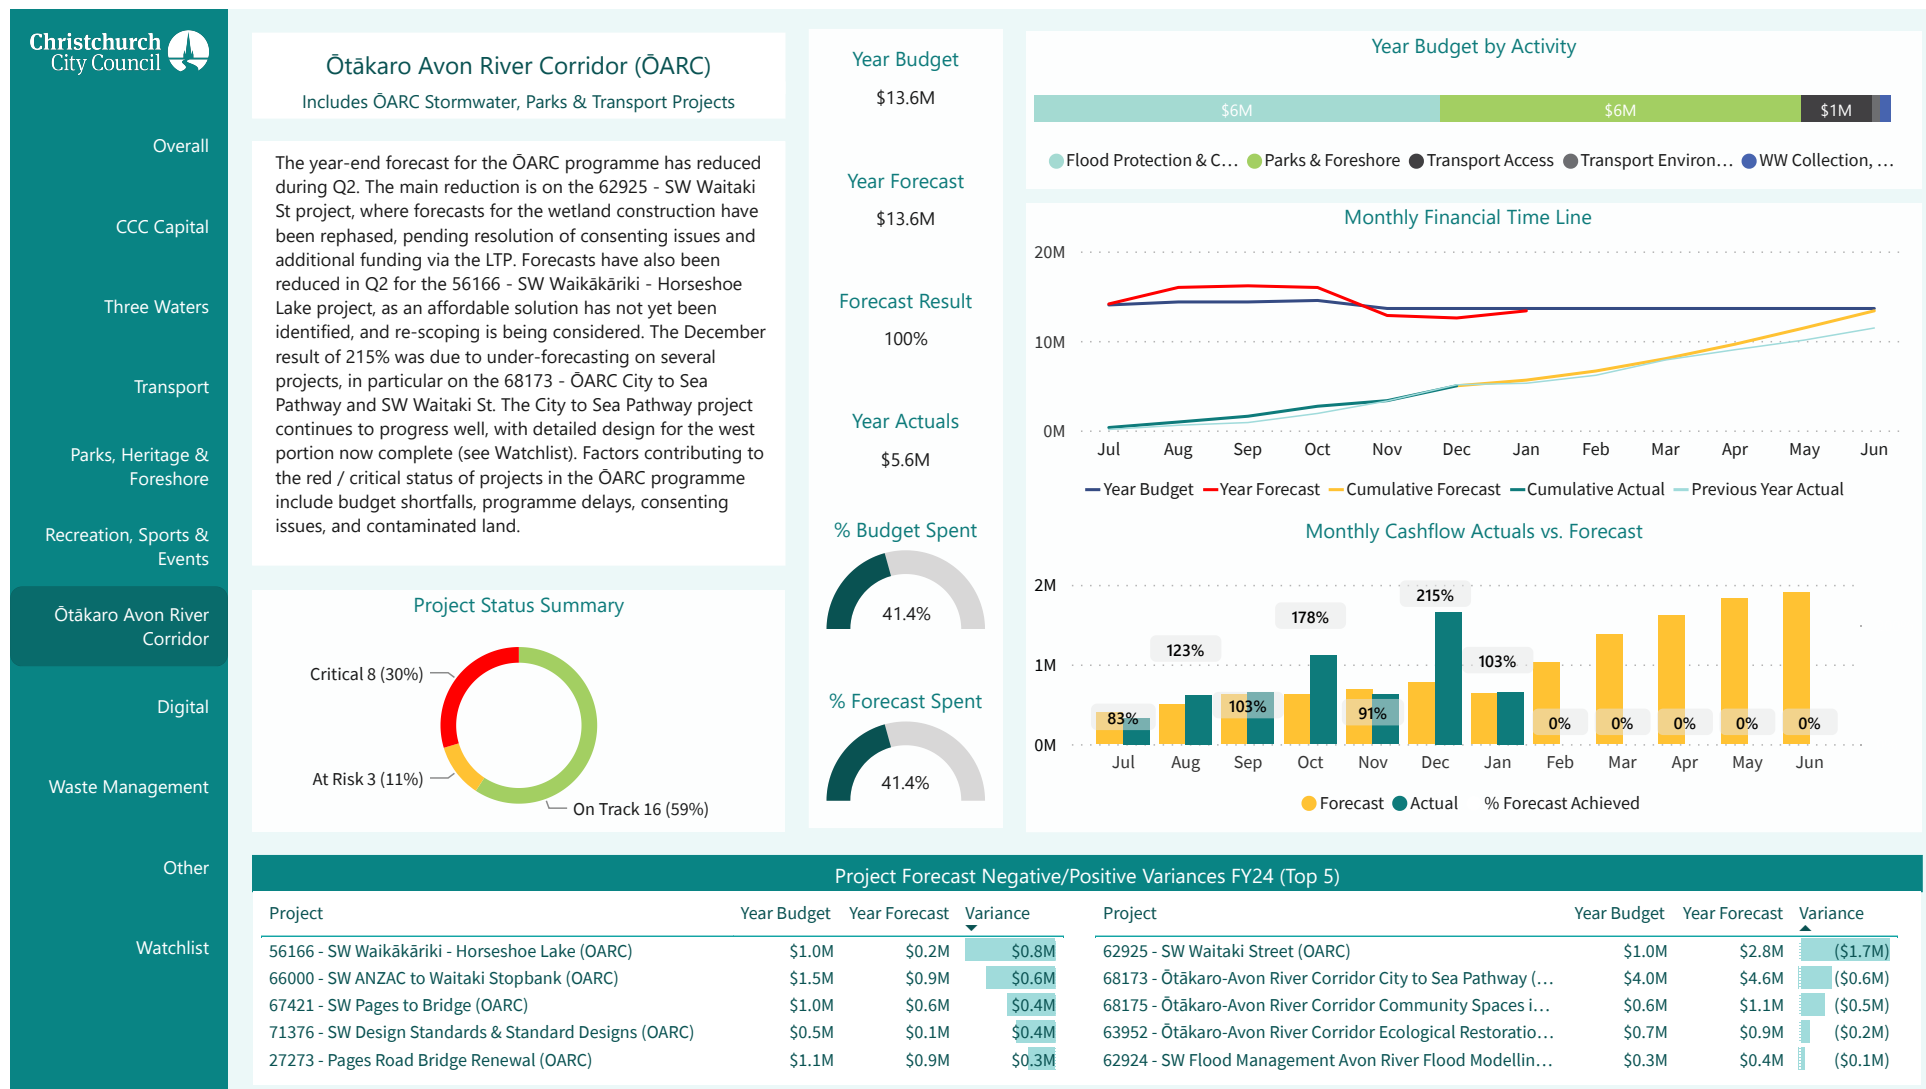 Christchurch
City Council
Overall
CCC Capital
Three Waters
Transport
Parks, Heritage &
Foreshore
Recreation, Sports &
Events
Ōtākaro Avon River
Corridor
Digital
Waste Management
Other
Watchlist
Ōtākaro Avon River Corridor (ŌARC)
Includes ŌARC Stormwater, Parks & Transport Projects
The year-end forecast for the ŌARC programme has reduced
during Q2. The main reduction is on the 62925 - SW Waitaki
St project, where forecasts for the wetland construction have
been rephased, pending resolution of consenting issues and
additional funding via the LTP. Forecasts have also been
reduced in Q2 for the 56166 - SW Waikākāriki - Horseshoe
Lake project, as an affordable solution has not yet been
identified, and re-scoping is being considered. The December
result of 215% was due to under-forecasting on several
projects, in particular on the 68173 - ŌARC City to Sea
Pathway and SW Waitaki St. The City to Sea Pathway project
continues to progress well, with detailed design for the west
portion now complete (see Watchlist). Factors contributing to
the red / critical status of projects in the ŌARC programme
include budget shortfalls, programme delays, consenting
issues, and contaminated land.
Project Status Summary
Critical 8 (30%)
At Risk 3 (11%)
On Track 16 (59%)
Year Budget
$13.6M
Year Forecast
$13.6M
Forecast Result
100%
Year Actuals
$5.6M
% Budget Spent
41.4%
% Forecast Spent
41.4%
Year Budget by Activity
$6M $6M $1M
Flood Protection & C... Parks & Foreshore Transport Access Transport Environ... WW Collection, ...
Monthly Financial Time Line
20M
10M
0M
Jul Aug Sep Oct Nov Dec Jan Feb Mar Apr May Jun
Year Budget Year Forecast Cumulative Forecast Cumulative Actual Previous Year Actual
Monthly Cashflow Actuals vs. Forecast
2M
1M
0M
83% 123% 103% 178% 91% 215% 103% 0% 0% 0% 0% 0%
Jul Aug Sep Oct Nov Dec Jan Feb Mar Apr May Jun
Forecast Actual % Forecast Achieved
Project Forecast Negative/Positive Variances FY24 (Top 5)
Project Year Budget Year Forecast Variance
56166 - SW Waikākāriki - Horseshoe Lake (OARC) $1.0M $0.2M $0.8M
66000 - SW ANZAC to Waitaki Stopbank (OARC) $1.5M $0.9M $0.6M
67421 - SW Pages to Bridge (OARC) $1.0M $0.6M $0.4M
71376 - SW Design Standards & Standard Designs (OARC) $0.5M $0.1M $0.4M
27273 - Pages Road Bridge Renewal (OARC) $1.1M $0.9M $0.3M
Project Year Budget Year Forecast Variance
62925 - SW Waitaki Street (OARC) $1.0M $2.8M ($1.7M)
68173 - Ōtākaro-Avon River Corridor City to Sea Pathway (... $4.0M $4.6M ($0.6M)
68175 - Ōtākaro-Avon River Corridor Community Spaces i... $0.6M $1.1M ($0.5M)
63952 - Ōtākaro-Avon River Corridor Ecological Restoratio... $0.7M $0.9M ($0.2M)
62924 - SW Flood Management Avon River Flood Modellin... $0.3M $0.4M ($0.1M)